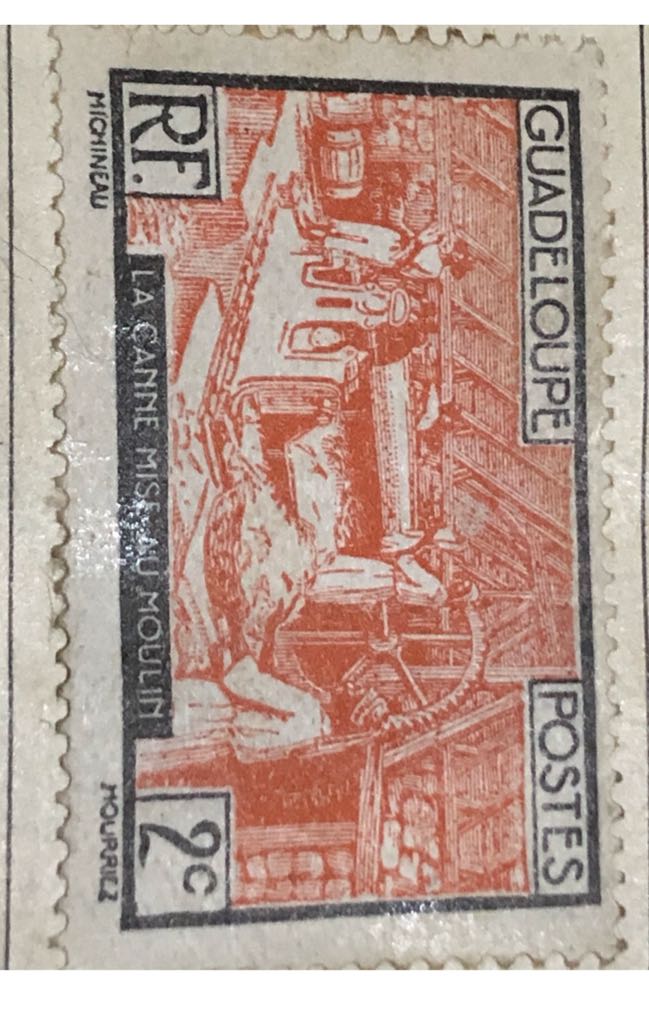 GUADELOUPE
POSTES
RF.
LA CANNE MISE AU MOULIN
2c
MICHINEAU
MOURRIEZ